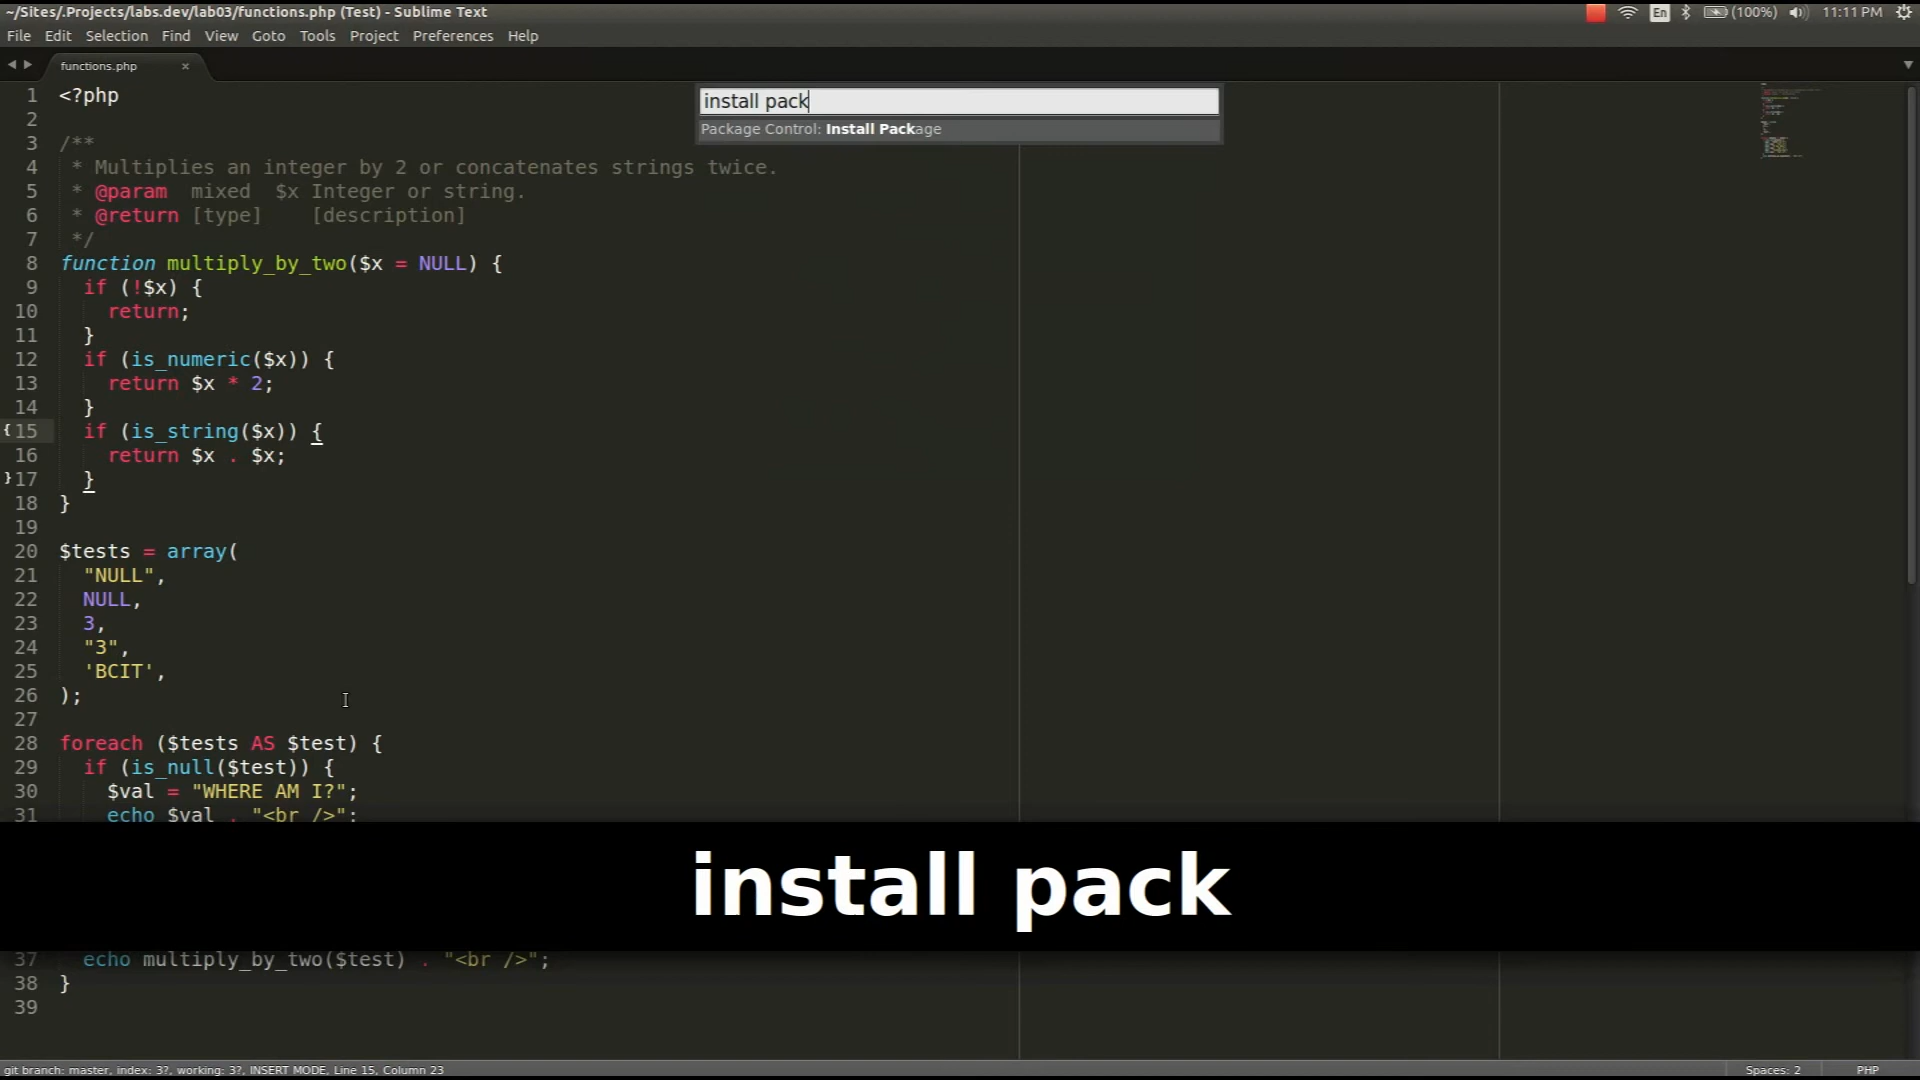 ~/Sites/.Projects/labs.dev/lab03/functions.php (Test) - Sublime Text
En
(100%)
11:11 PM
File Edit Selection Find View Goto Tools Project Preferences Help
functions.php
install pack
Package Control: Install Package
1 <?php
2
3 /**
4  * Multiplies an integer by 2 or concatenates strings twice.
5  * @param  mixed  $x Integer or string.
6  * @return [type]    [description]
7  */
8 function multiply_by_two($x = NULL) {
9   if (!$x) {
10     return;
11   }
12   if (is_numeric($x)) {
13     return $x * 2;
14   }
{ 15   if (is_string($x)) {
16     return $x . $x;
} 17   }
18 }
19
20 $tests = array(
21   "NULL",
22   NULL,
23   3,
24   "3",
25   'BCIT',
26 );
27
28 foreach ($tests AS $test) {
29   if (is_null($test)) {
30     $val = "WHERE AM I?";
31     echo $val . "<br />";
install pack
37   echo multiply_by_two($test) . "<br />";
38 }
39
git branch: master, index: 3?, working: 3?, INSERT MODE, Line 15, Column 23
Spaces: 2
PHP